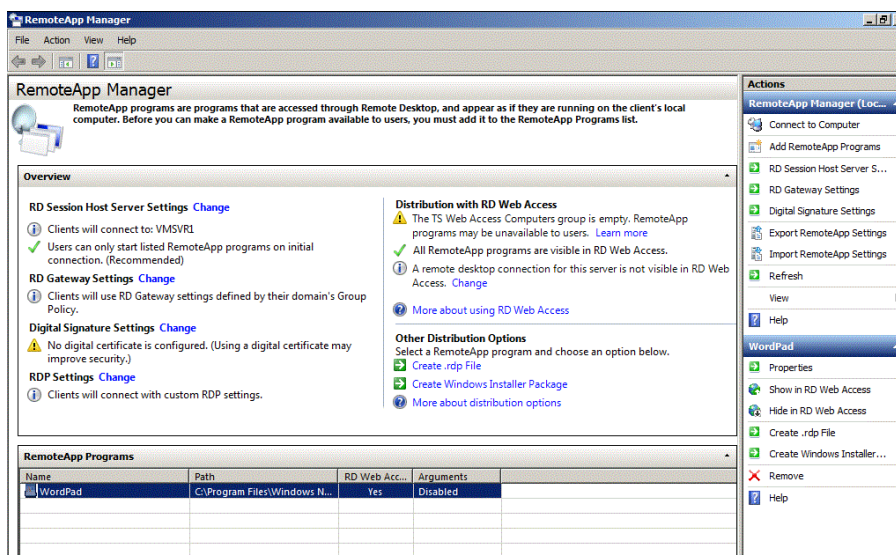 RemoteApp Manager
File Action View Help
RemoteApp Manager
RemoteApp programs are programs that are accessed through Remote Desktop, and appear as if they are running on the client's local
computer. Before you can make a RemoteApp program available to users, you must add it to the RemoteApp Programs list.
Overview
RD Session Host Server Settings Change
Clients will connect to: VMSVR1
Users can only start listed RemoteApp programs on initial
connection. (Recommended)
RD Gateway Settings Change
Clients will use RD Gateway settings defined by their domain's Group
Policy.
Digital Signature Settings Change
No digital certificate is configured. (Using a digital certificate may
improve security.)
RDP Settings Change
Clients will connect with custom RDP settings.
Distribution with RD Web Access
The TS Web Access Computers group is empty. RemoteApp
programs may be unavailable to users. Learn more
All RemoteApp programs are visible in RD Web Access.
A remote desktop connection for this server is not visible in RD Web
Access. Change
More about using RD Web Access
Other Distribution Options
Select a RemoteApp program and choose an option below.
Create .rdp File
Create Windows Installer Package
More about distribution options
RemoteApp Programs
Name Path RD Web Acc... Arguments
WordPad C:\Program Files\Windows N... Yes Disabled
Actions
RemoteApp Manager (Loc...
Connect to Computer
Add RemoteApp Programs
RD Session Host Server S...
RD Gateway Settings
Digital Signature Settings
Export RemoteApp Settings
Import RemoteApp Settings
Refresh
View
Help
WordPad
Properties
Show in RD Web Access
Hide in RD Web Access
Create .rdp File
Create Windows Installer...
Remove
Help